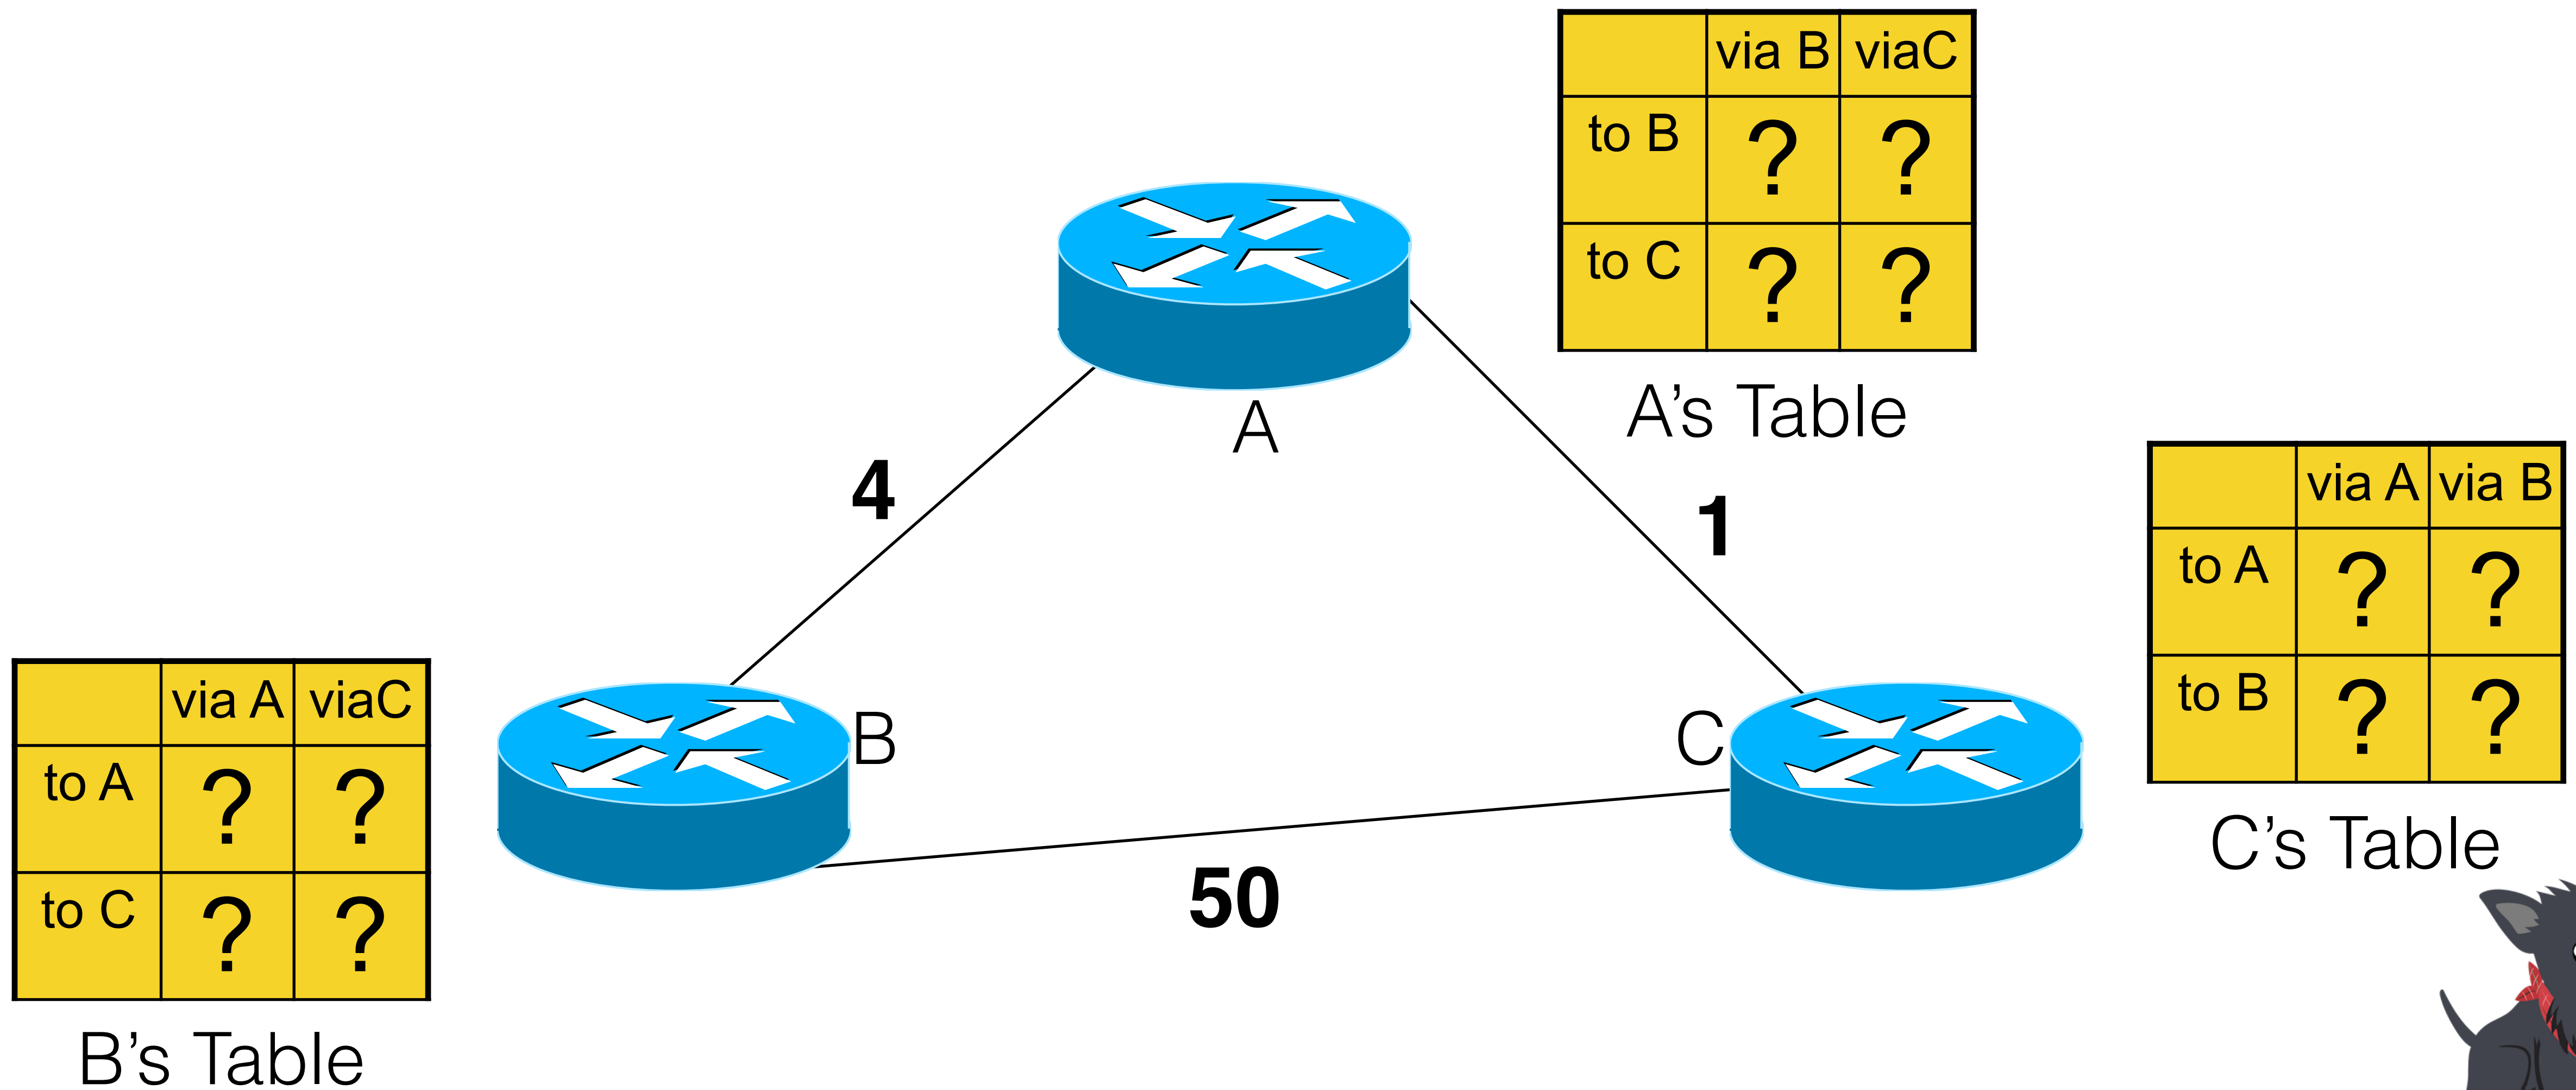 via B viaC
to B ? ?
to C ? ?
A's Table
A
4
1
via A via B
to A ? ?
to B ? ?
C's Table
via A viaC
to A ? ?
to C ? ?
B's Table
B
C
50